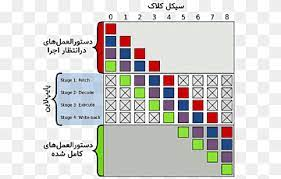 سیکل کلاک
0 1 2 3 4 5 6 7 8
دستورالعمل‌های
درانتظار اجرا
پایپ‌لاین
Stage 1: Fetch
Stage 2: Decode
Stage 3: Execute
Stage 4: Write-back
دستورالعمل‌های
کامل شده